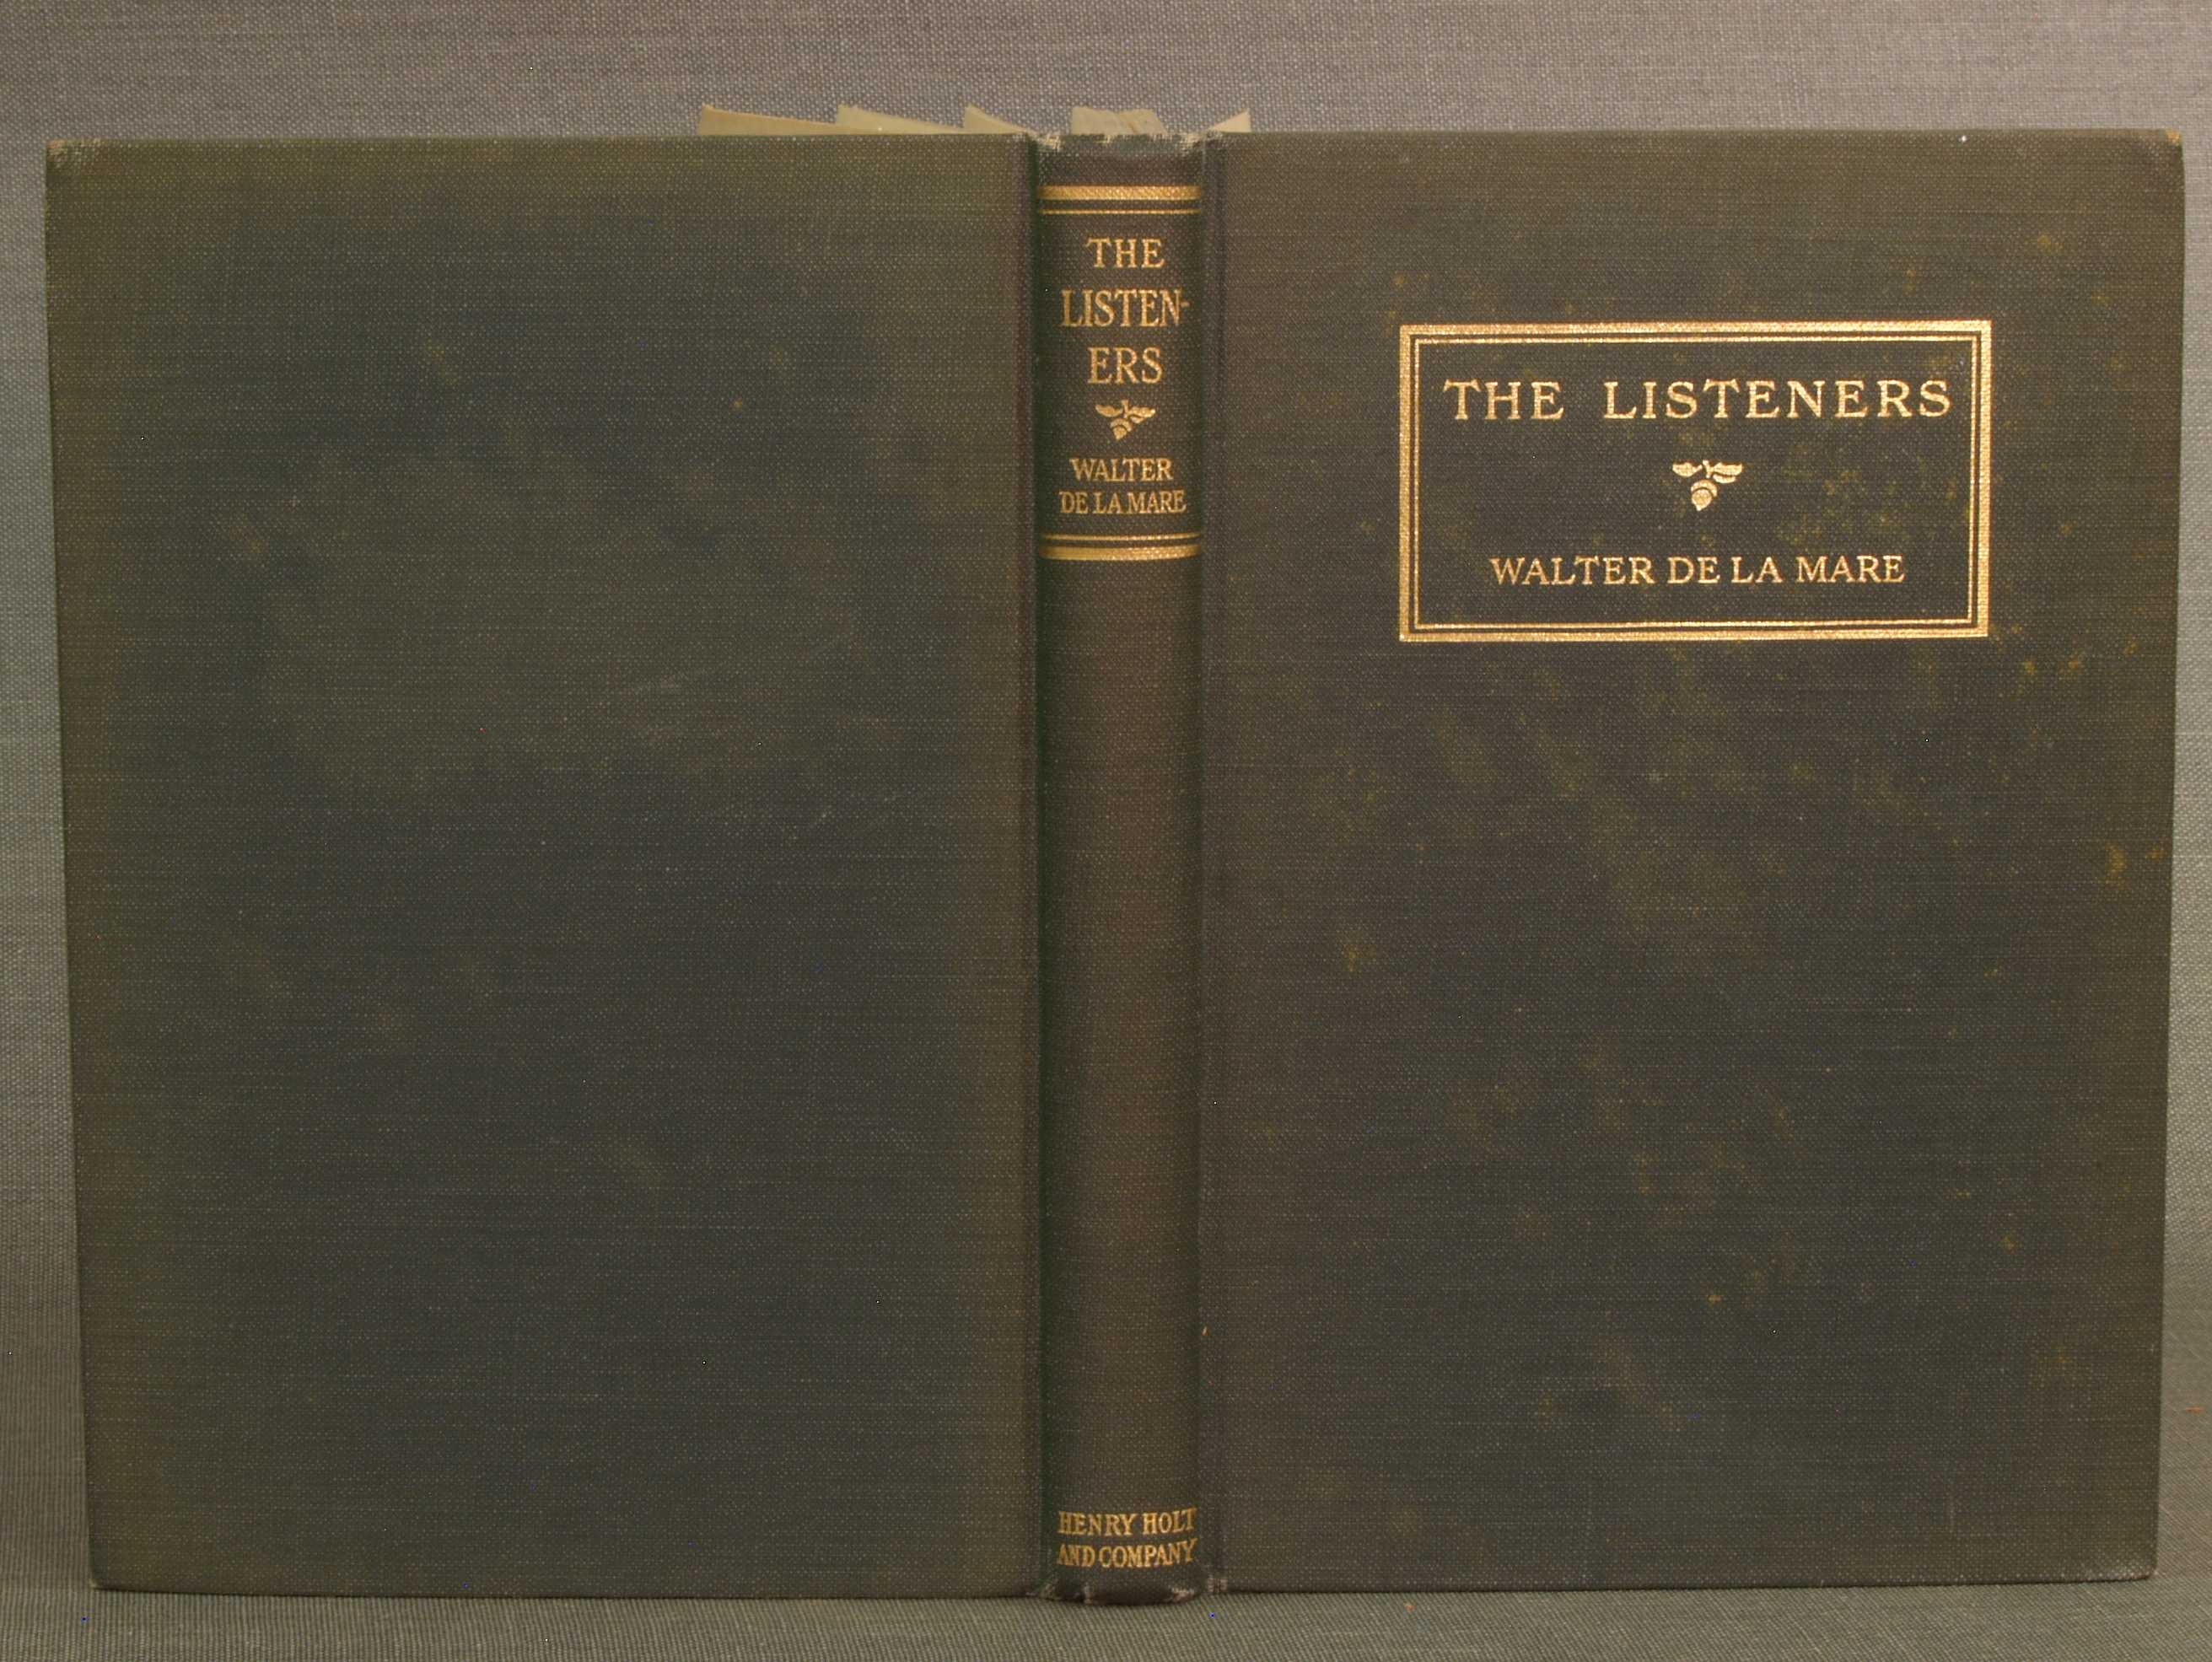 THE
LISTEN-
ERS
WALTER
DE LA MARE
HENRY HOLT
AND COMPANY
THE LISTENERS
WALTER DE LA MARE